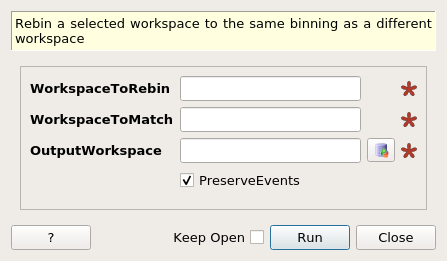 Rebin a selected workspace to the same binning as a different
workspace
WorkspaceToRebin
WorkspaceToMatch
OutputWorkspace
PreserveEvents
? Keep Open Run Close